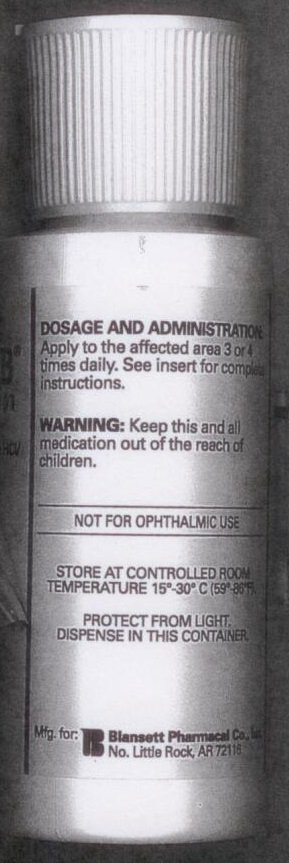 DOSAGE AND ADMINISTRATION:
Apply to the affected area 3 or 4
times daily. See insert for complete
instructions.
WARNING: Keep this and all
medication out of the reach of
children.
NOT FOR OPHTHALMIC USE
STORE AT CONTROLLED ROOM
TEMPERATURE 15°-30° C (59°-86°F).
PROTECT FROM LIGHT.
DISPENSE IN THIS CONTAINER.
Mfg. for: Blansett Pharmacal Co., Inc.
No. Little Rock, AR 72116